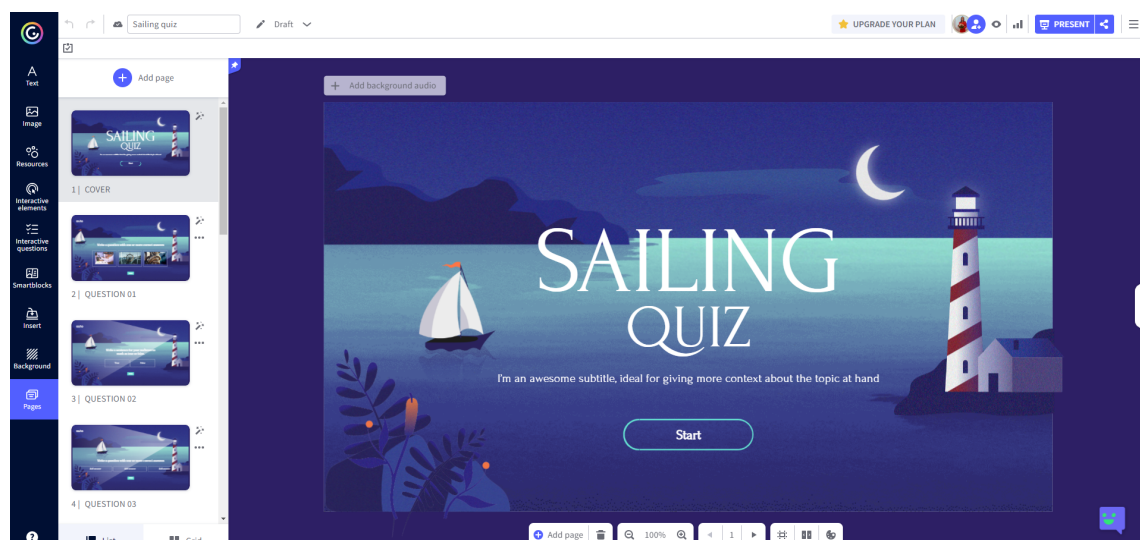 Sailing quiz
Draft
UPGRADE YOUR PLAN
PRESENT
Text
Image
Resources
Interactive
elements
Interactive
questions
Smartblocks
Insert
Background
Pages
Add page
SAILING
QUIZ
1 | COVER
2 | QUESTION 01
3 | QUESTION 02
4 | QUESTION 03
List
Grid
+ Add background audio
SAILING
QUIZ
I'm an awesome subtitle, ideal for giving more context about the topic at hand
Start
Add page
100%
1